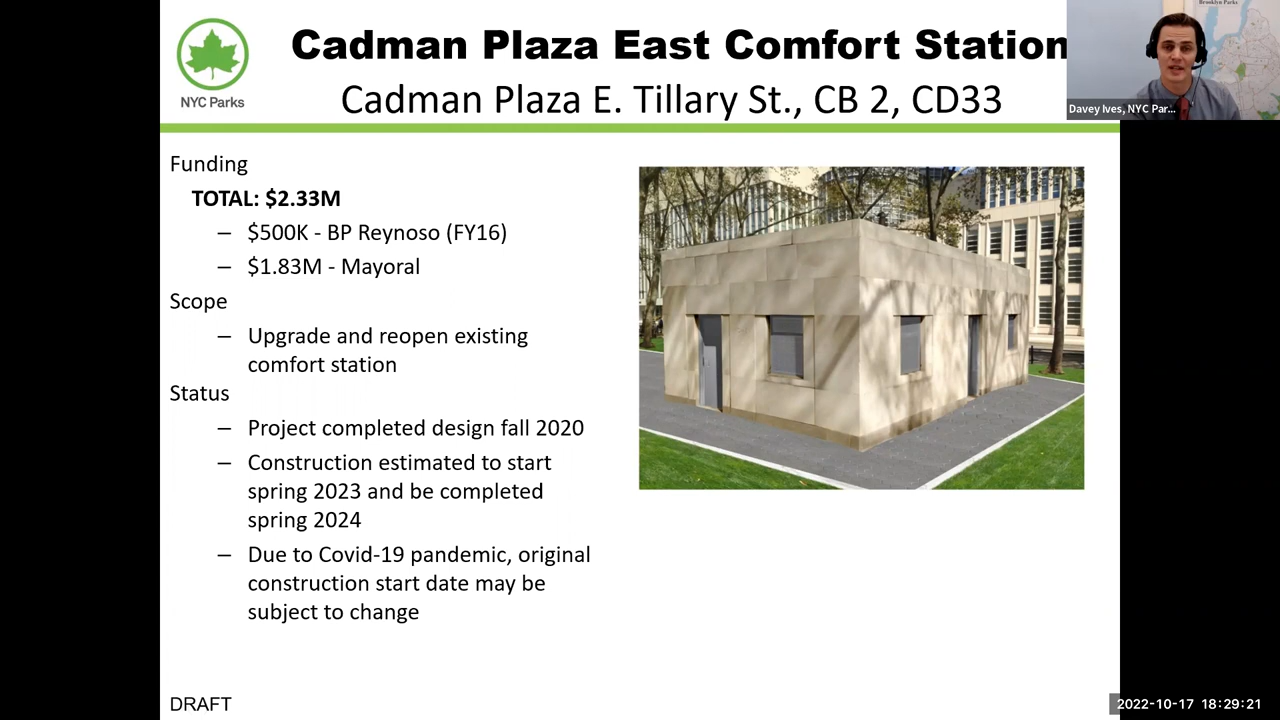 Brooklyn Parks
Cadman Plaza East Comfort Station
NYC Parks
Cadman Plaza E. Tillary St., CB 2, CD33
Davey Ives, NYC Par...
Funding
TOTAL: $2.33M
– $500K - BP Reynoso (FY16)
– $1.83M - Mayoral
Scope
– Upgrade and reopen existing
comfort station
Status
– Project completed design fall 2020
– Construction estimated to start
spring 2023 and be completed
spring 2024
– Due to Covid-19 pandemic, original
construction start date may be
subject to change
DRAFT
2022-10-17 18:29:21